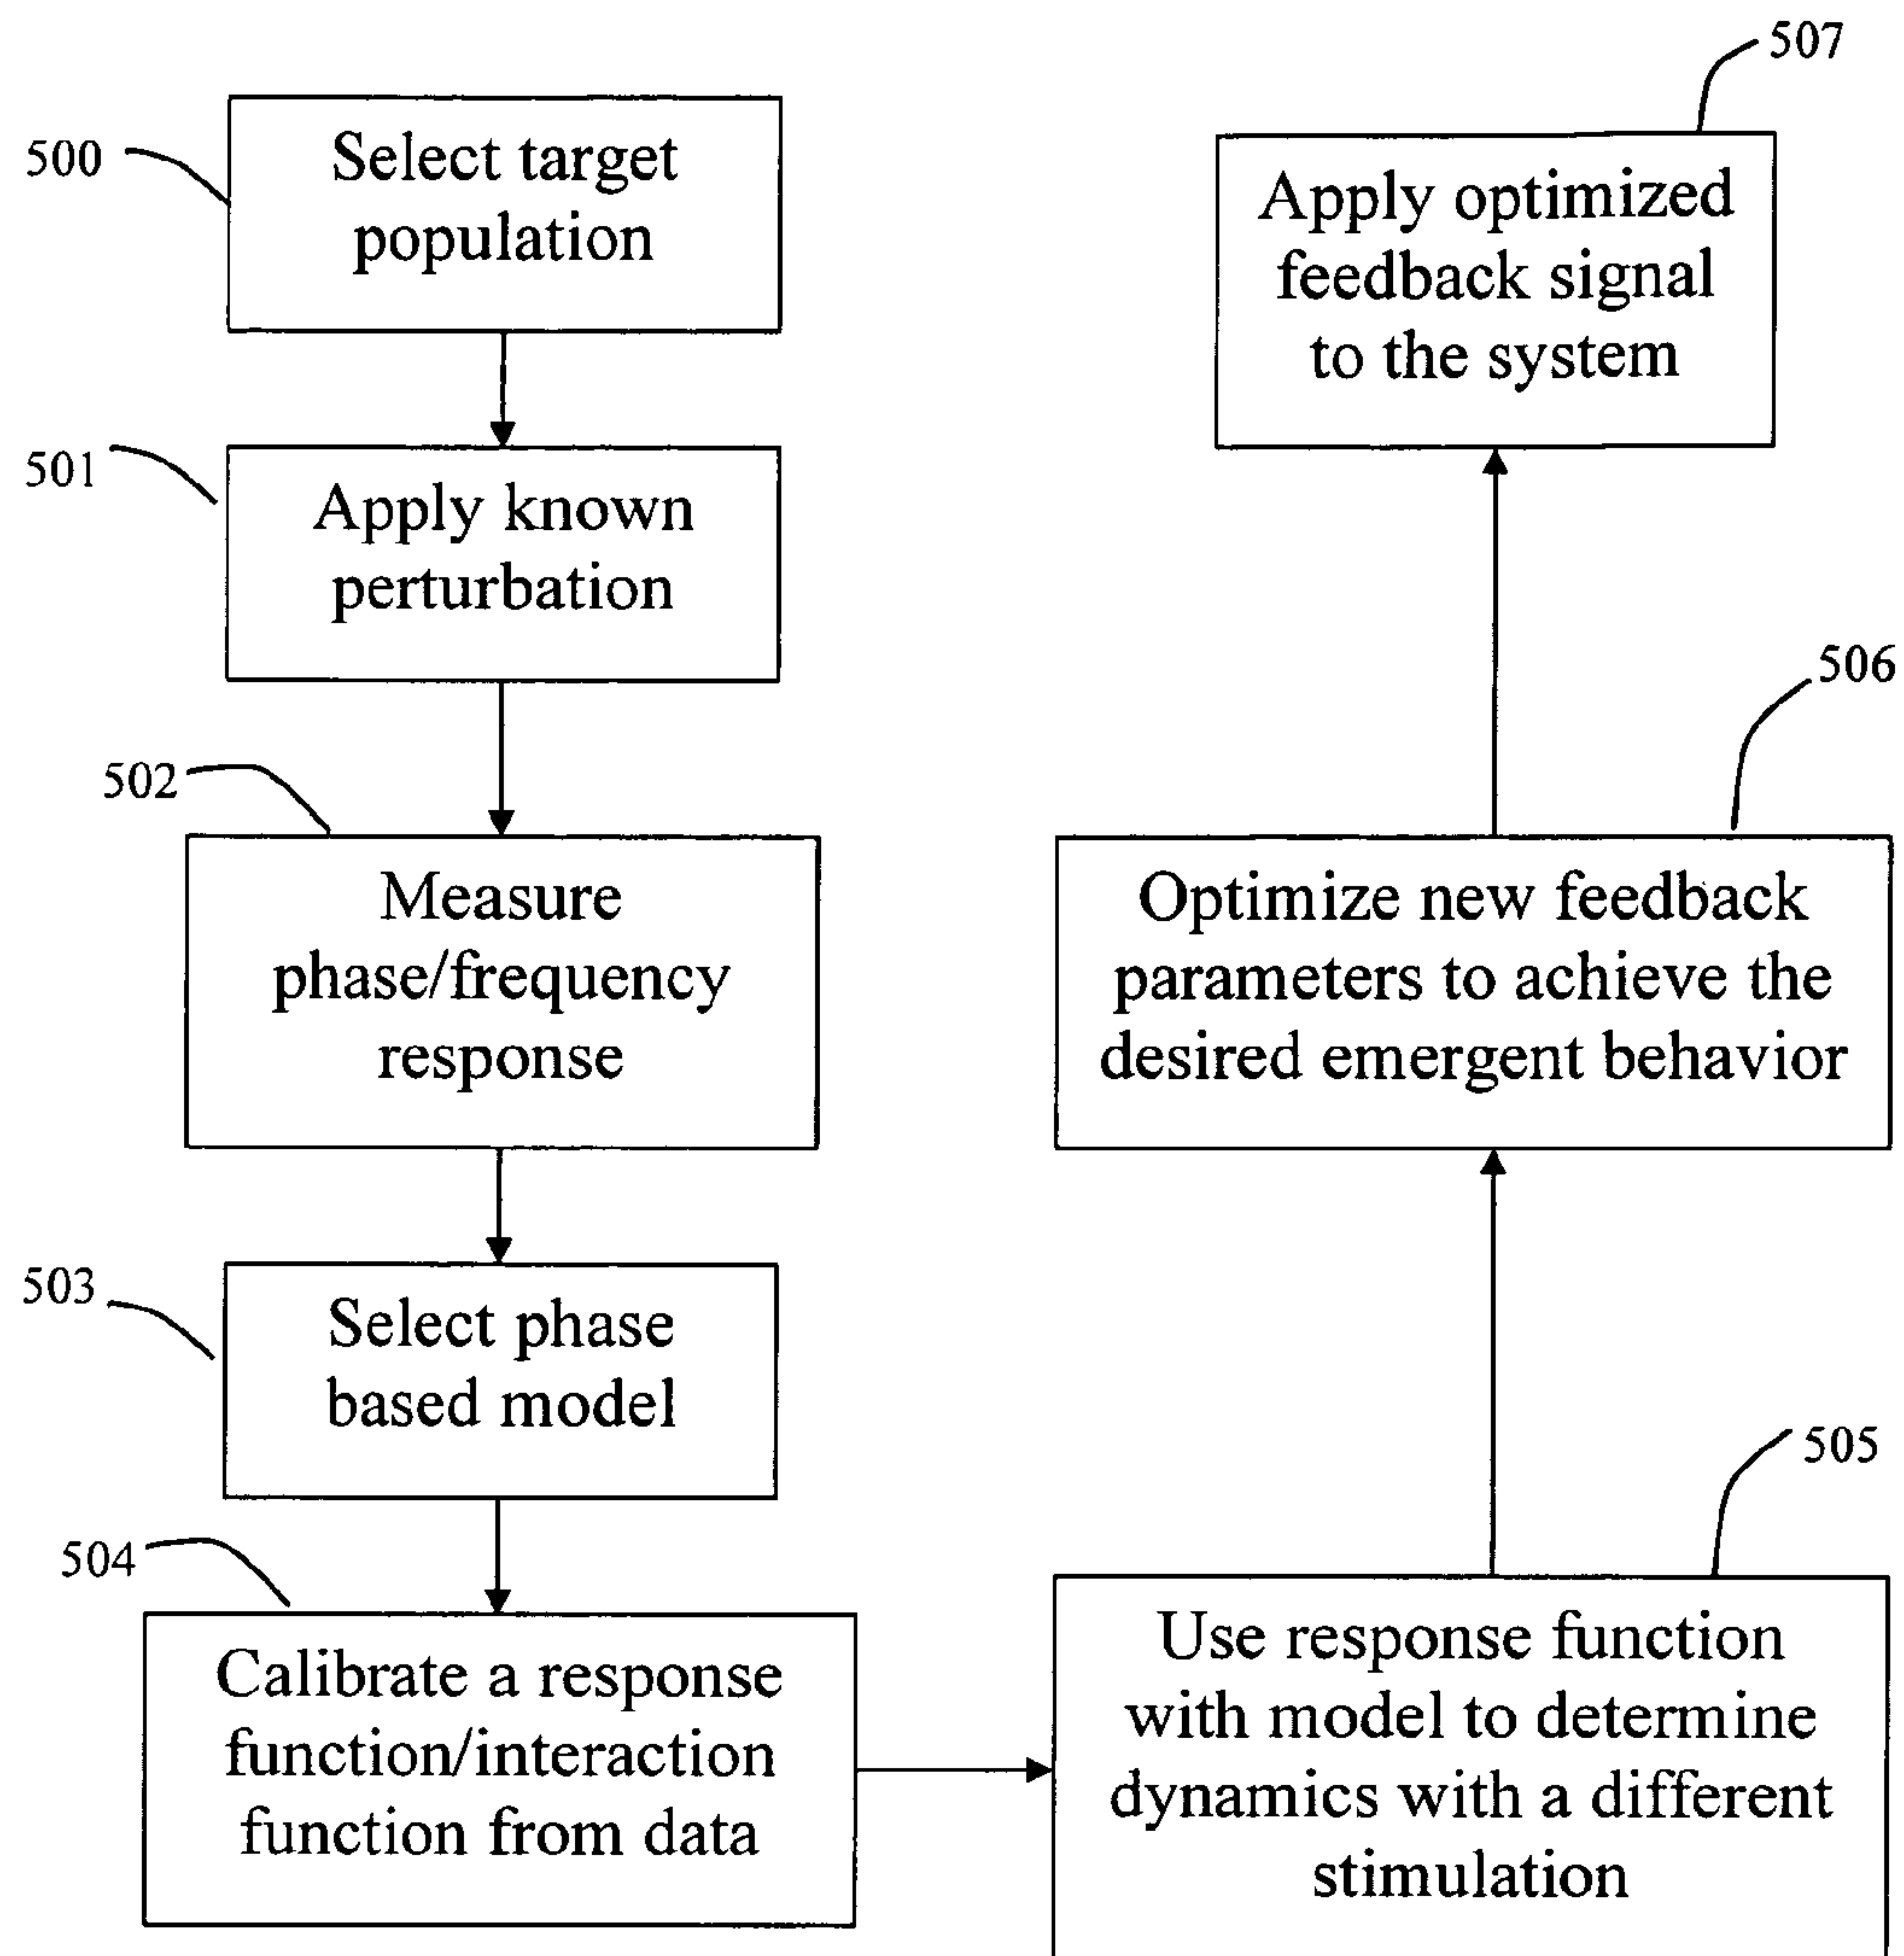 500
Select target
population
501
Apply known
perturbation
502
Measure
phase/frequency
response
503
Select phase
based model
504
Calibrate a response
function/interaction
function from data
505
Use response function
with model to determine
dynamics with a different
stimulation
506
Optimize new feedback
parameters to achieve the
desired emergent behavior
507
Apply optimized
feedback signal
to the system